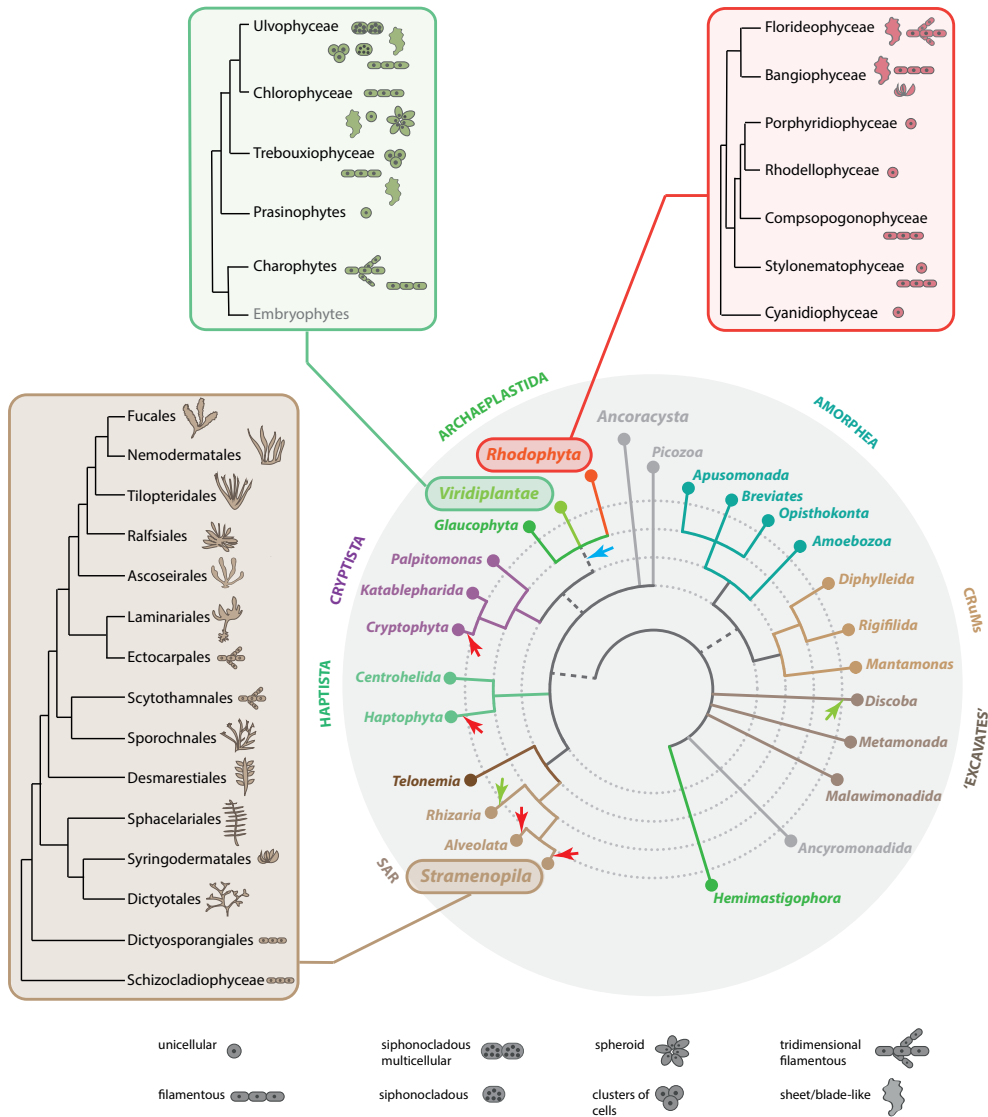 Ulvophyceae
Chlorophyceae
Trebouxiophyceae
Prasinophytes
Charophytes
Embryophytes
Florideophyceae
Bangiophyceae
Porphyridiophyceae
Rhodellophyceae
Compsopogonophyceae
Stylonematophyceae
Cyanidiophyceae
Fucales
Nemodermatales
Tilopteridales
Ralfsiales
Ascoseirales
Laminariales
Ectocarpales
Scytothamnales
Sporochnales
Desmarestiales
Sphacelariales
Syringodermatales
Dictyotales
Dictyosporangiales
Schizocladiophyceae
ARCHAEPLASTIDA
AMORPHEA
CRuMs
'EXCAVATES'
CRYPTISTA
HAPTISTA
SAR
Ancoracysta
Picozoa
Rhodophyta
Viridiplantae
Glaucophyta
Palpitomonas
Katablepharida
Cryptophyta
Centrohelida
Haptophyta
Telonemia
Rhizaria
Alveolata
Stramenopila
Apusomonada
Breviates
Opisthokonta
Amoebozoa
Diphylleida
Rigifilida
Mantamonas
Discoba
Metamonada
Malawimonadida
Ancyromonadida
Hemimastigophora
unicellular
filamentous
siphonocladous
multicellular
siphonocladous
spheroid
clusters of
cells
tridimensional
filamentous
sheet/blade-like